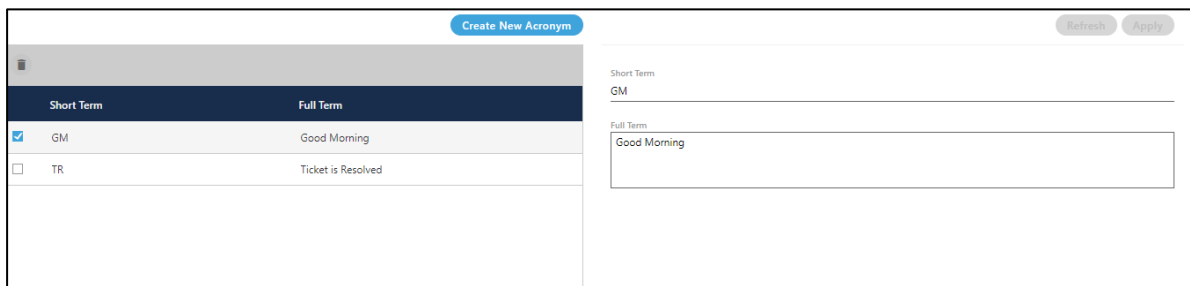 Create New Acronym
Refresh Apply
Short Term Full Term
GM Good Morning
TR Ticket is Resolved
Short Term
GM
Full Term
Good Morning